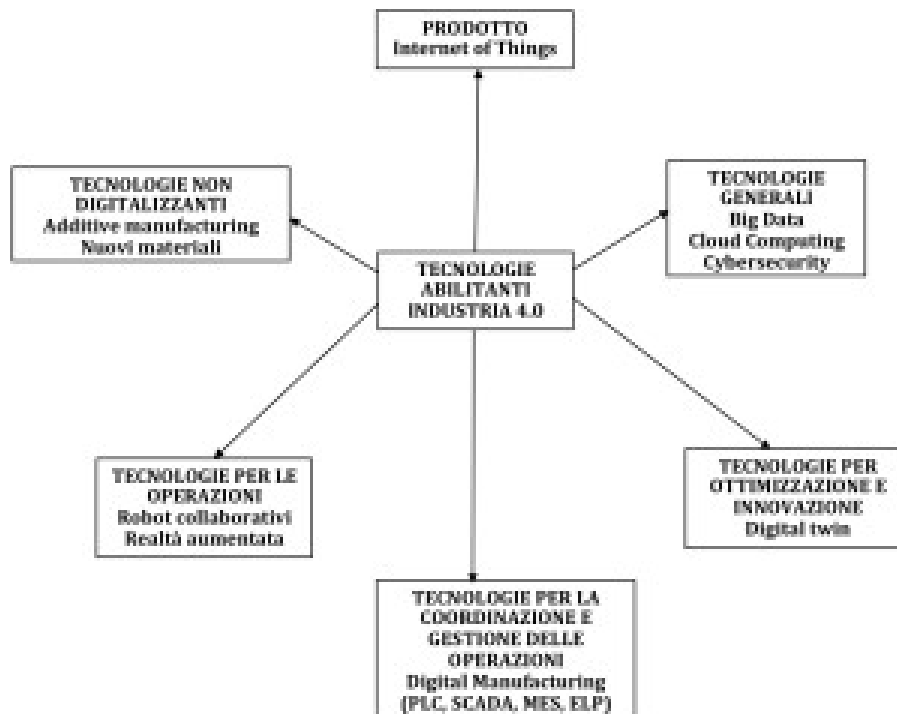 PRODOTTO
Internet of Things
TECNOLOGIE NON
DIGITALIZZANTI
Additive manufacturing
Nuovi materiali
TECNOLOGIE
GENERALI
Big Data
Cloud Computing
Cybersecurity
TECNOLOGIE
ABILITANTI
INDUSTRIA 4.0
TECNOLOGIE PER LE
OPERAZIONI
Robot collaborativi
Realtà aumentata
TECNOLOGIE PER
OTTIMIZZAZIONE E
INNOVAZIONE
Digital twin
TECNOLOGIE PER LA
COORDINAZIONE E
GESTIONE DELLE
OPERAZIONI
Digital Manufacturing
(PLC, SCADA, MES, ELP)